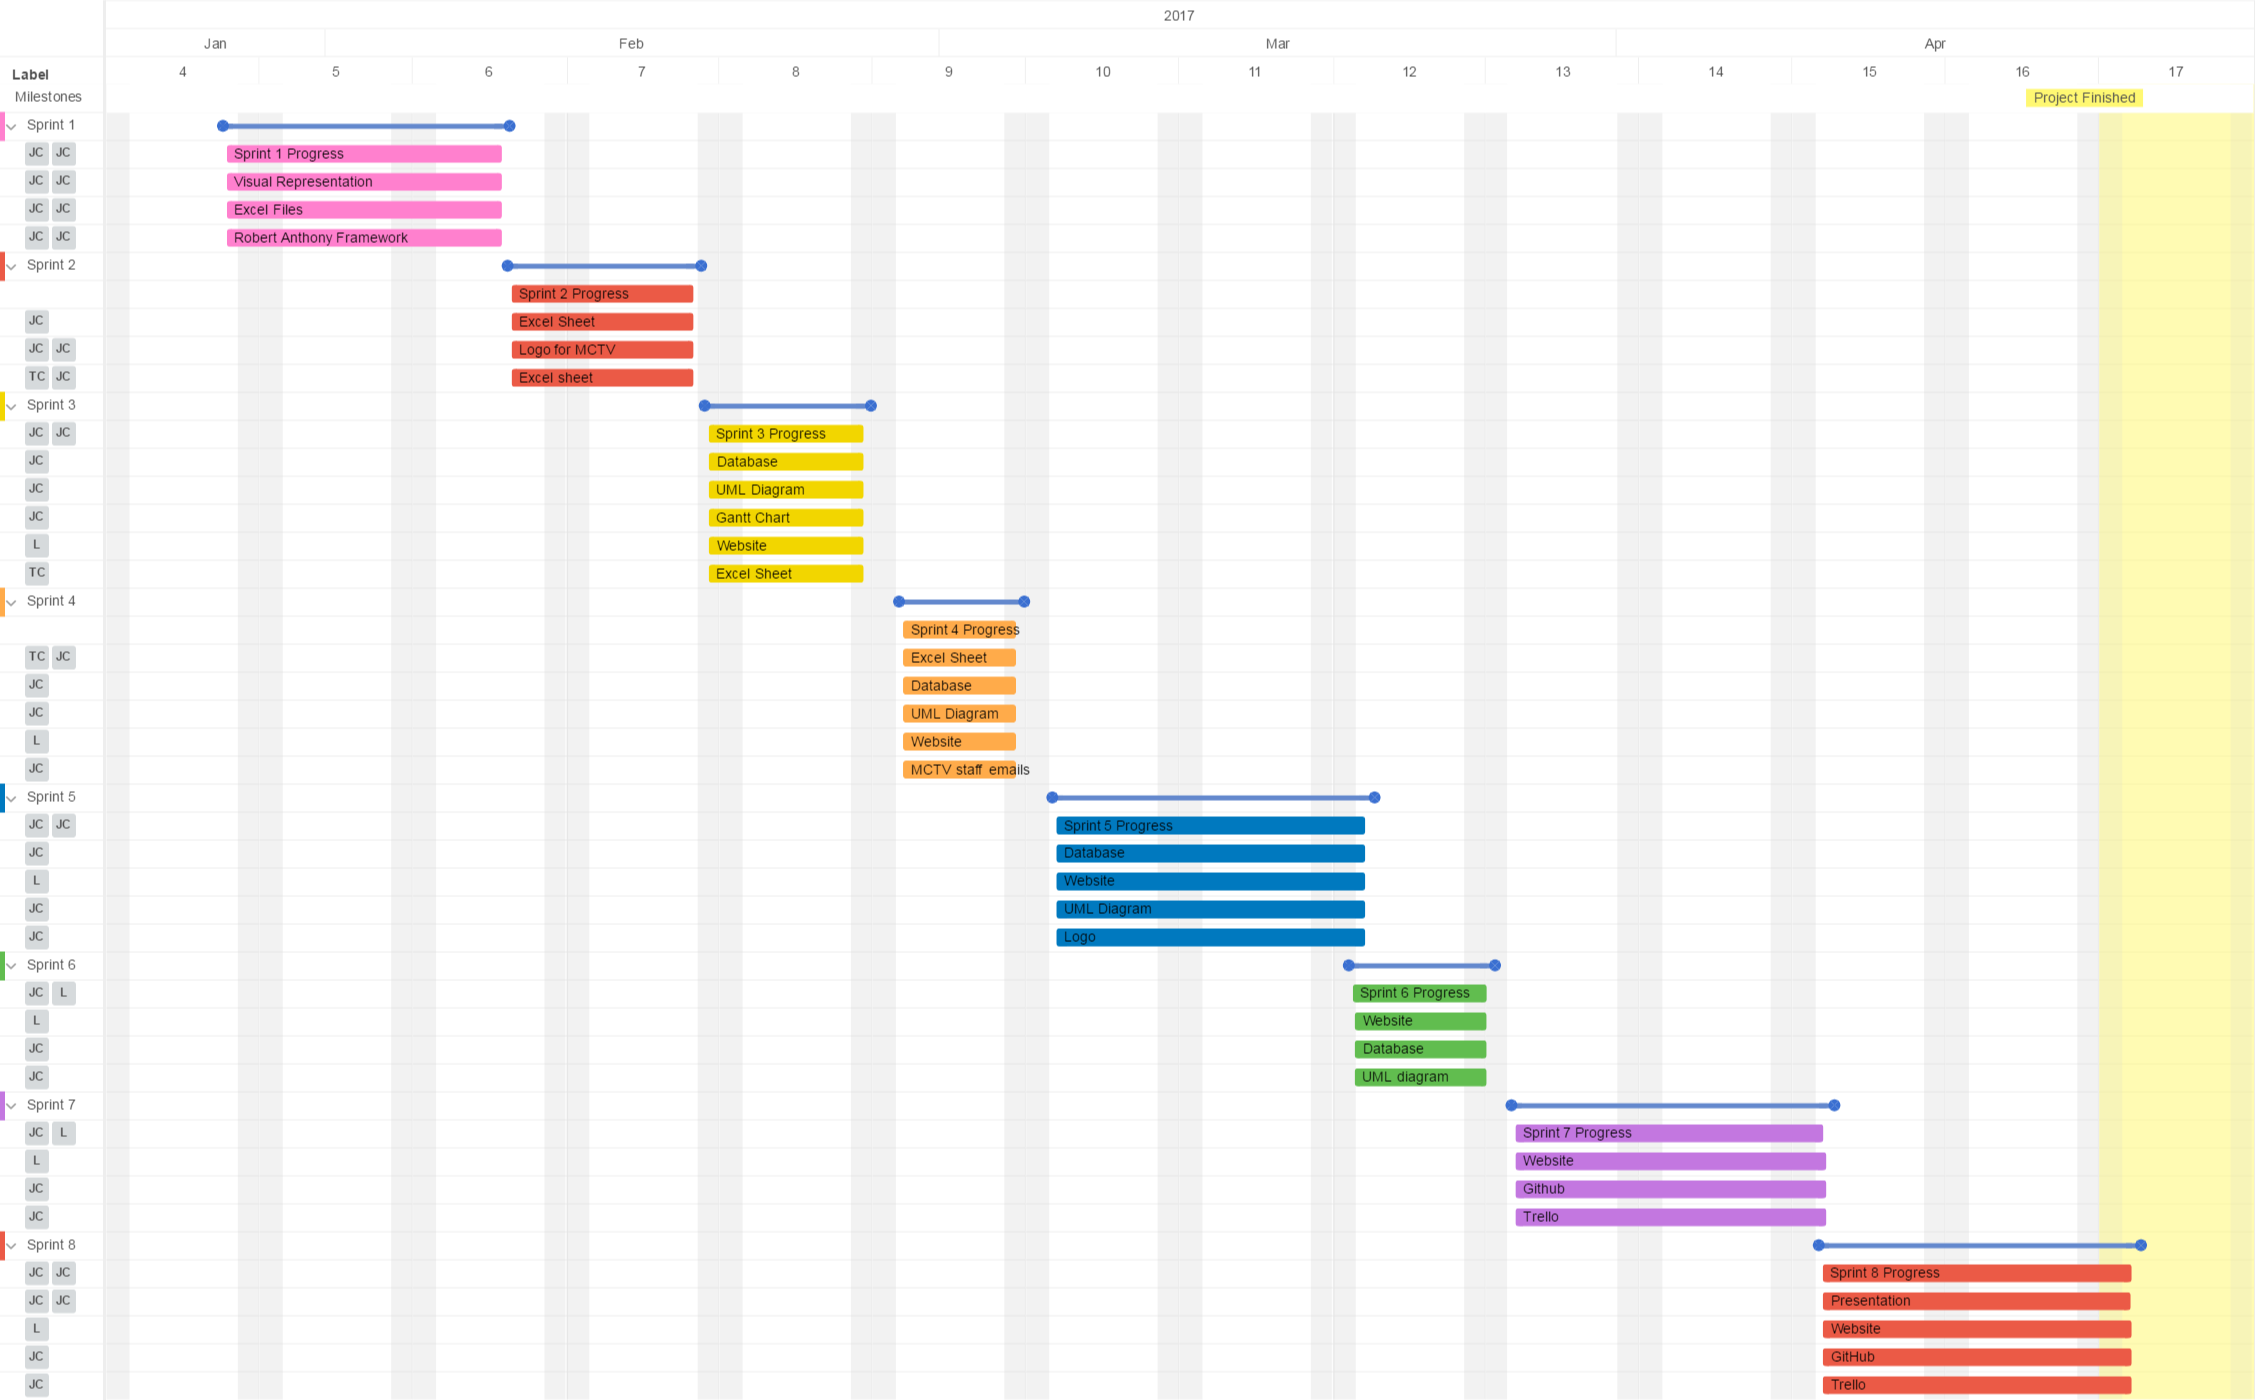 2017
Jan Feb Mar Apr
Label 4 5 6 7 8 9 10 11 12 13 14 15 16 17
Milestones Project Finished
Sprint 1
JC JC Sprint 1 Progress
JC JC Visual Representation
JC JC Excel Files
JC JC Robert Anthony Framework
Sprint 2
Sprint 2 Progress
JC Excel Sheet
JC JC Logo for MCTV
TC JC Excel sheet
Sprint 3
JC JC Sprint 3 Progress
JC Database
JC UML Diagram
JC Gantt Chart
L Website
TC Excel Sheet
Sprint 4
Sprint 4 Progress
TC JC Excel Sheet
JC Database
JC UML Diagram
L Website
JC MCTV staff emails
Sprint 5
JC JC Sprint 5 Progress
JC Database
L Website
JC UML Diagram
JC Logo
Sprint 6
JC L Sprint 6 Progress
L Website
JC Database
JC UML diagram
Sprint 7
JC L Sprint 7 Progress
L Website
JC Github
JC Trello
Sprint 8
JC JC Sprint 8 Progress
JC JC Presentation
L Website
JC GitHub
JC Trello